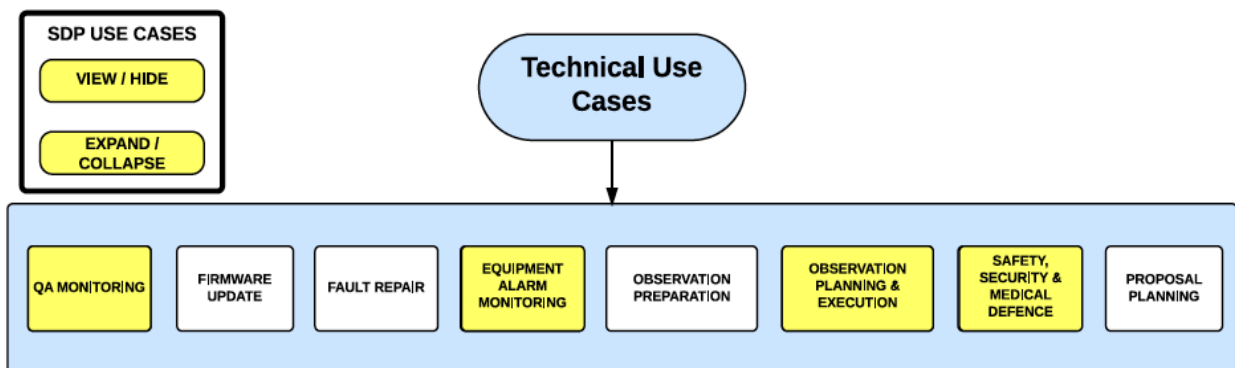 SDP USE CASES
VIEW / HIDE
EXPAND /
COLLAPSE
Technical Use
Cases
QA MONITORING
FIRMWARE
UPDATE
FAULT REPAIR
EQUIPMENT
ALARM
MONITORING
OBSERVATION
PREPARATION
OBSERVATION
PLANNING &
EXECUTION
SAFETY,
SECURITY &
MEDICAL
DEFENCE
PROPOSAL
PLANNING